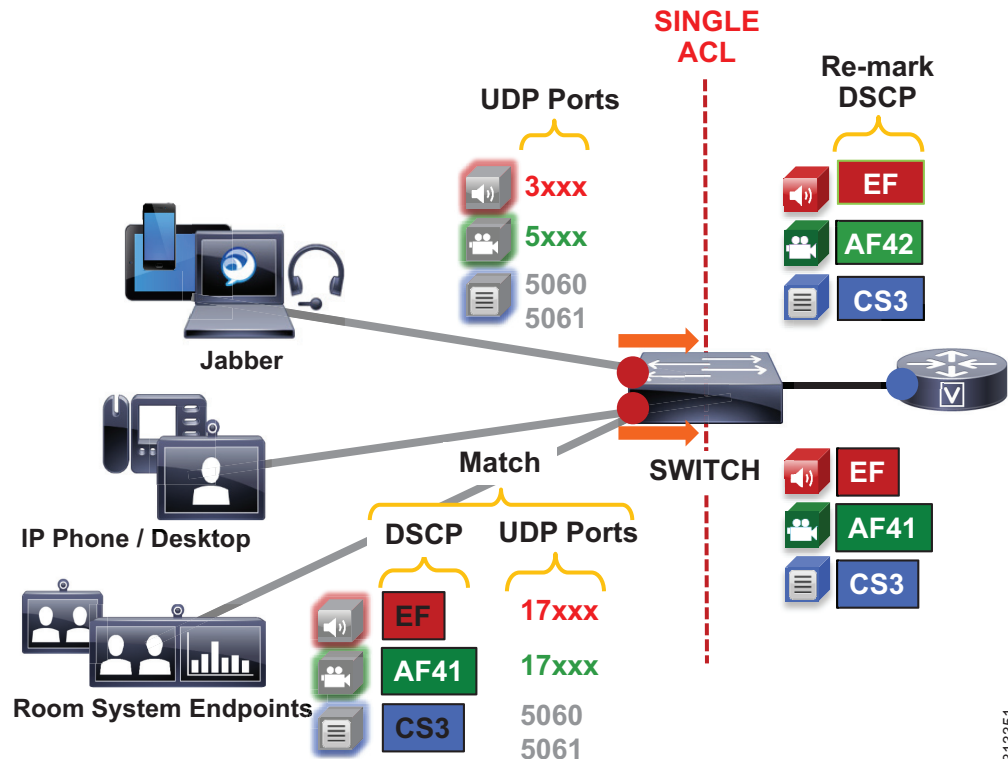 SINGLE
ACL
Re-mark
DSCP
UDP Ports
3xxx
5xxx
5060
5061
EF
AF42
CS3
Jabber
V
SWITCH
IP Phone / Desktop
Match
DSCP
UDP Ports
EF
17xxx
AF41
17xxx
CS3
5060
5061
EF
AF41
CS3
Room System Endpoints